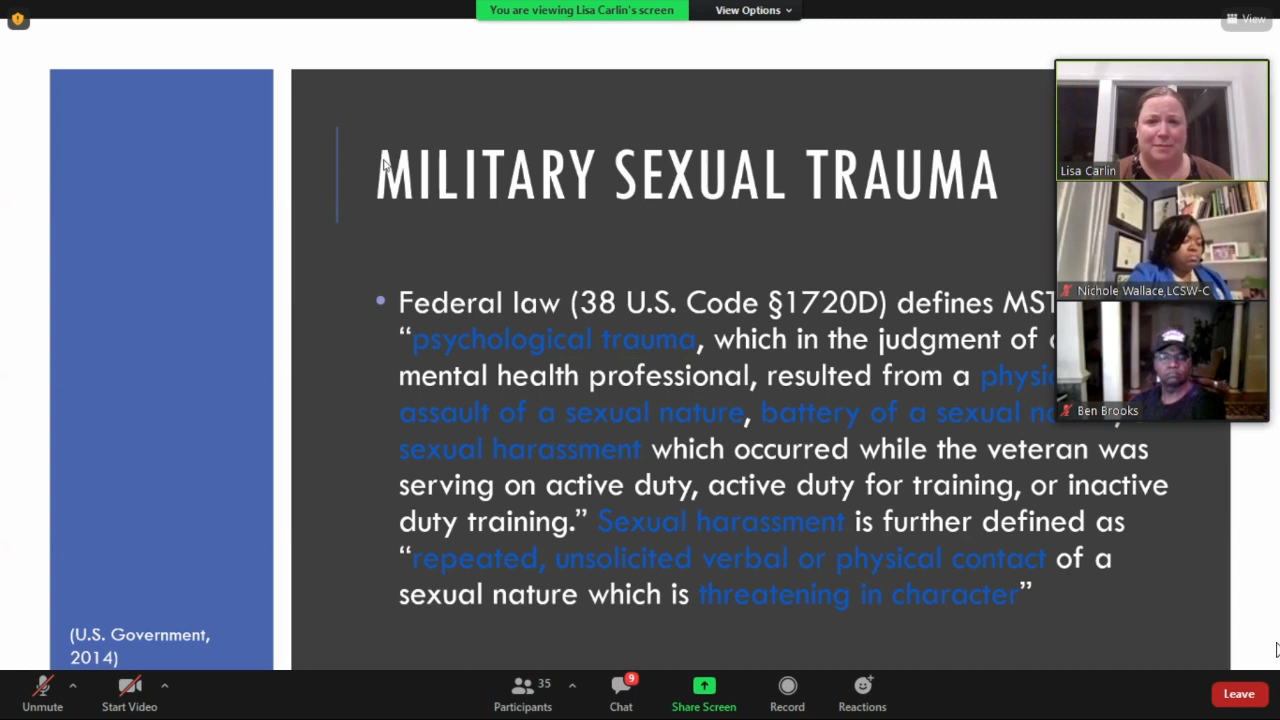 You are viewing Lisa Carlin's screen
View Options
View
MILITARY SEXUAL TRAUMA
Federal law (38 U.S. Code §1720D) defines MST
“psychological trauma, which in the judgment of
mental health professional, resulted from a
assault of a sexual nature, battery of a sexual
sexual harassment which occurred while the veteran was
serving on active duty, active duty for training, or inactive
duty training.” Sexual harassment is further defined as
“repeated, unsolicited verbal or physical contact of a
sexual nature which is threatening in character”
(U.S. Government,
2014)
Lisa Carlin
Nichole Wallace,LCSW-C
Ben Brooks
Unmute
Start Video
Participants
35
Chat
9
Share Screen
Record
Reactions
Leave